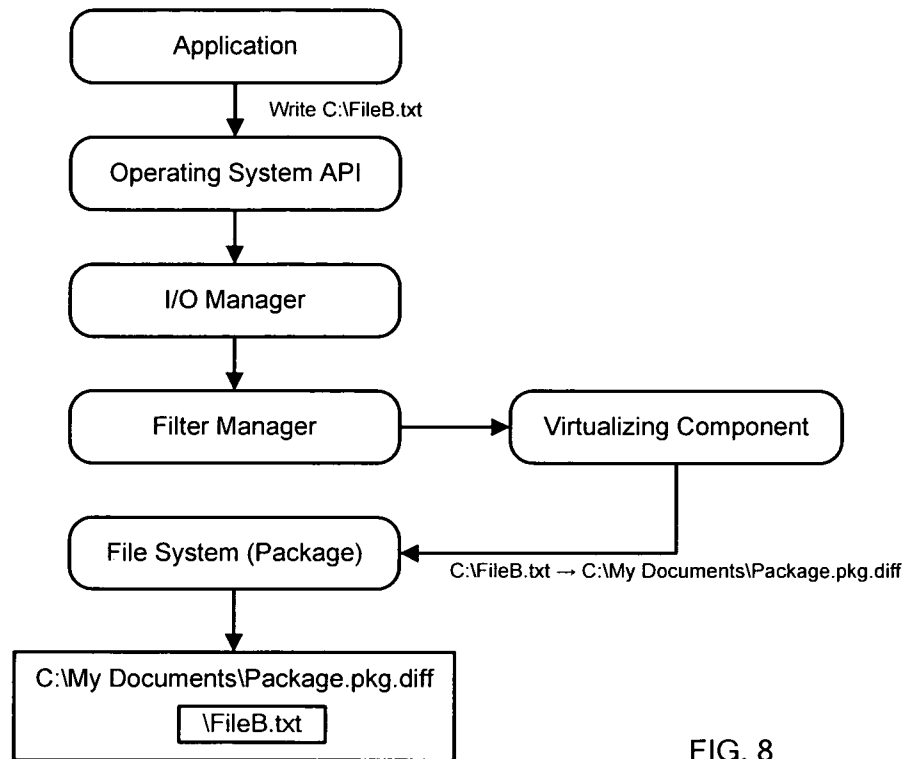 Application
Write C:\FileB.txt
Operating System API
I/O Manager
Filter Manager
Virtualizing Component
File System (Package)
C:\FileB.txt → C:\My Documents\Package.pkg.diff
C:\My Documents\Package.pkg.diff
\FileB.txt
FIG. 8